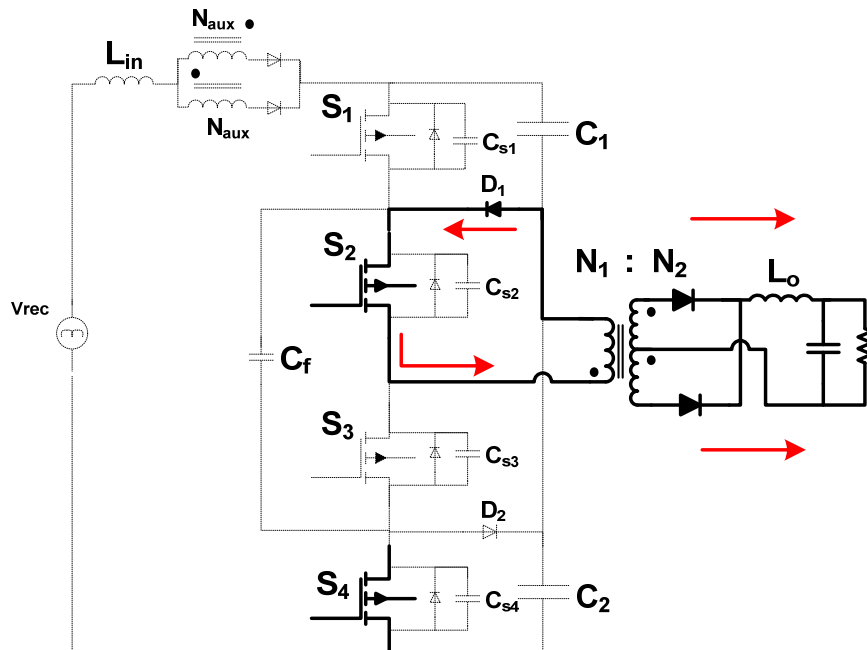 Naux
Lin
Naux
S1
Cs1
C1
D1
S2
Cs2
N1 : N2
Lo
Vrec
Cf
S3
Cs3
D2
S4
Cs4
C2